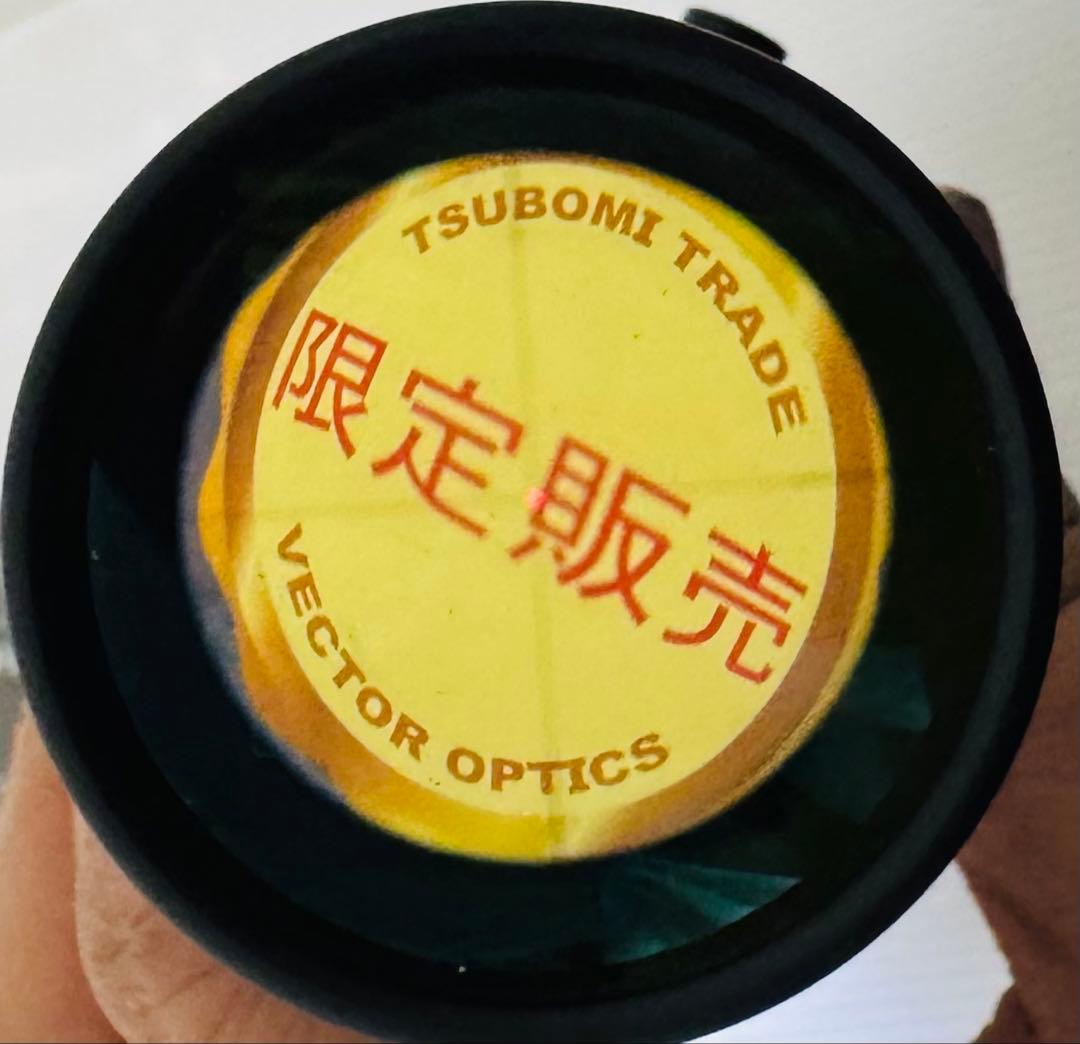 TSUBOMI TRADE
限定販売
VECTOR OPTICS